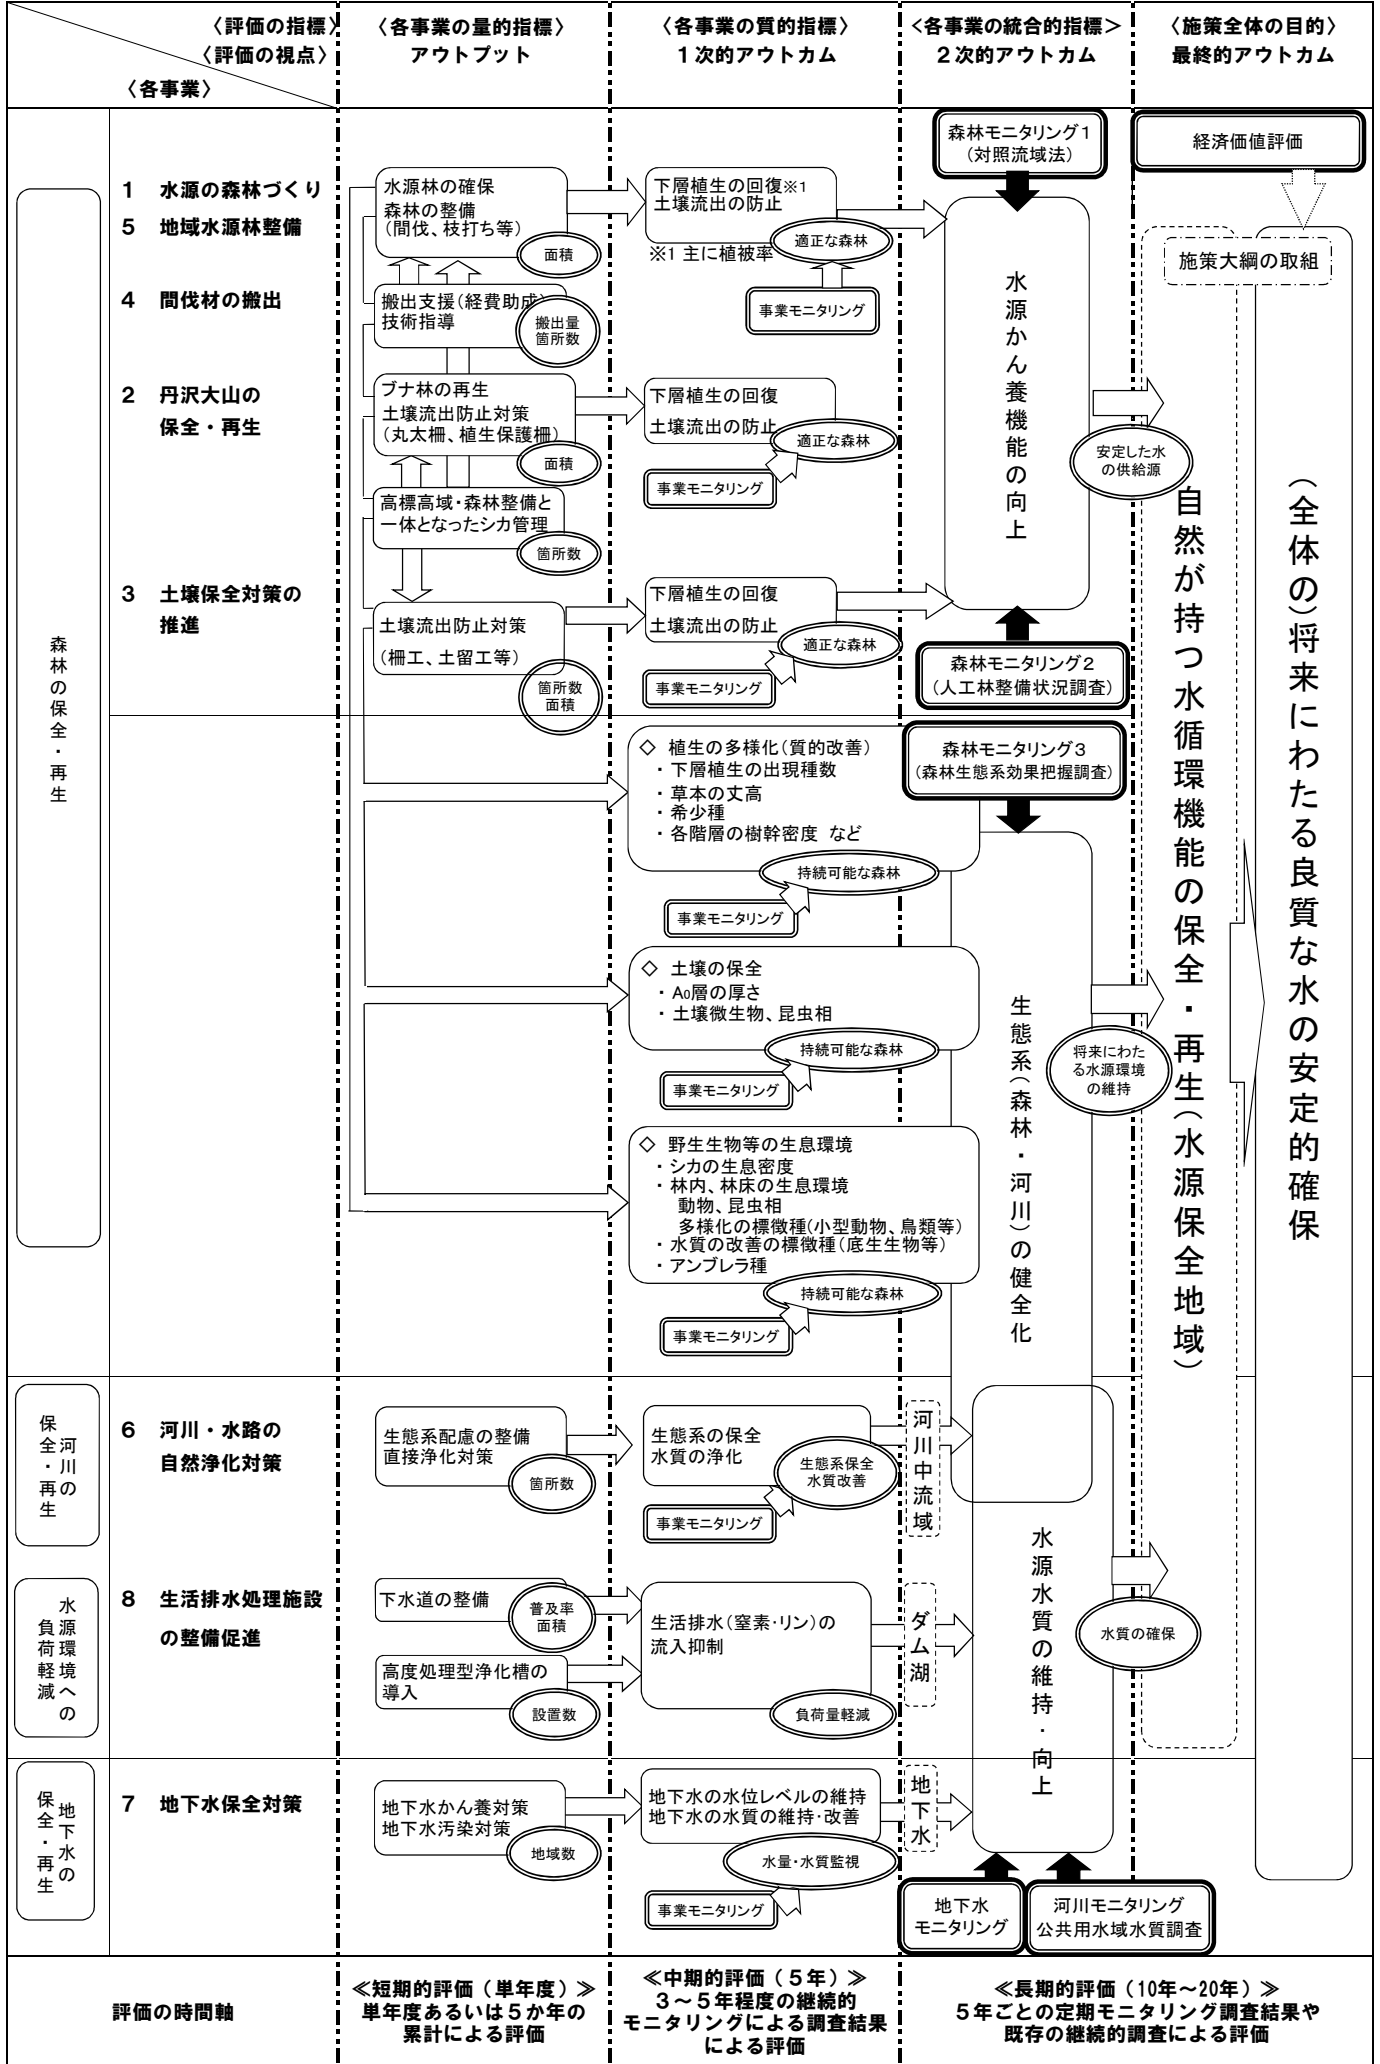 〈評価の指標〉
〈評価の視点〉
〈各事業〉
〈各事業の量的指標〉
アウトプット
〈各事業の質的指標〉
1次的アウトカム
<各事業の統合的指標>
2次的アウトカム
〈施策全体の目的〉
最終的アウトカム
森林の保全・再生
1 水源の森林づくり
5 地域水源林整備
4 間伐材の搬出
2 丹沢大山の
保全・再生
3 土壌保全対策の
推進
水源林の確保
森林の整備
(間伐、枝打ち等)
面積
搬出支援(経費助成)
技術指導
搬出量
箇所数
ブナ林の再生
土壌流出防止対策
(丸太柵、植生保護柵)
面積
高標高域・森林整備と
一体となったシカ管理
箇所数
土壌流出防止対策
(柵工、土留工等)
箇所数
面積
下層植生の回復※1
土壌流出の防止
適正な森林
※1 主に植被率
事業モニタリング
下層植生の回復
土壌流出の防止
適正な森林
事業モニタリング
下層植生の回復
土壌流出の防止
適正な森林
事業モニタリング
◇ 植生の多様化(質的改善)
・下層植生の出現種数
・草本の丈高
・希少種
・各階層の樹幹密度 など
持続可能な森林
事業モニタリング
◇ 土壌の保全
・A0層の厚さ
・土壌微生物、昆虫相
持続可能な森林
事業モニタリング
◇ 野生生物等の生息環境
・シカの生息密度
・林内、林床の生息環境
動物、昆虫相
多様化の標徴種(小型動物、鳥類等)
・水質の改善の標徴種(底生生物等)
・アンブレラ種
持続可能な森林
事業モニタリング
森林モニタリング1
(対照流域法)
水源かん養機能の向上
森林モニタリング2
(人工林整備状況調査)
森林モニタリング3
(森林生態系効果把握調査)
生態系(森林・河川)の健全化
経済価値評価
施策大綱の取組
安定した水
の供給源
将来にわた
る水源環境
の維持
自然が持つ水循環機能の保全・再生(水源保全地域)
(全体の)将来にわたる良質な水の安定的確保
河川の
保全・再生
6 河川・水路の
自然浄化対策
生態系配慮の整備
直接浄化対策
箇所数
生態系の保全
水質の浄化
生態系保全
水質改善
事業モニタリング
河川中流域
水源環境への
負荷軽減
8 生活排水処理施設
の整備促進
下水道の整備
普及率
面積
高度処理型浄化槽の
導入
設置数
生活排水(窒素・リン)の
流入抑制
負荷量軽減
ダム湖
水源水質の維持・向上
水質の確保
地下水の
保全・再生
7 地下水保全対策
地下水かん養対策
地下水汚染対策
地域数
地下水の水位レベルの維持
地下水の水質の維持・改善
水量・水質監視
事業モニタリング
地下水
地下水
モニタリング
河川モニタリング
公共用水域水質調査
評価の時間軸
≪短期的評価(単年度)≫
単年度あるいは5か年の
累計による評価
≪中期的評価(5年)≫
3~5年程度の継続的
モニタリングによる調査結果
による評価
≪長期的評価(10年~20年)≫
5年ごとの定期モニタリング調査結果や
既存の継続的調査による評価